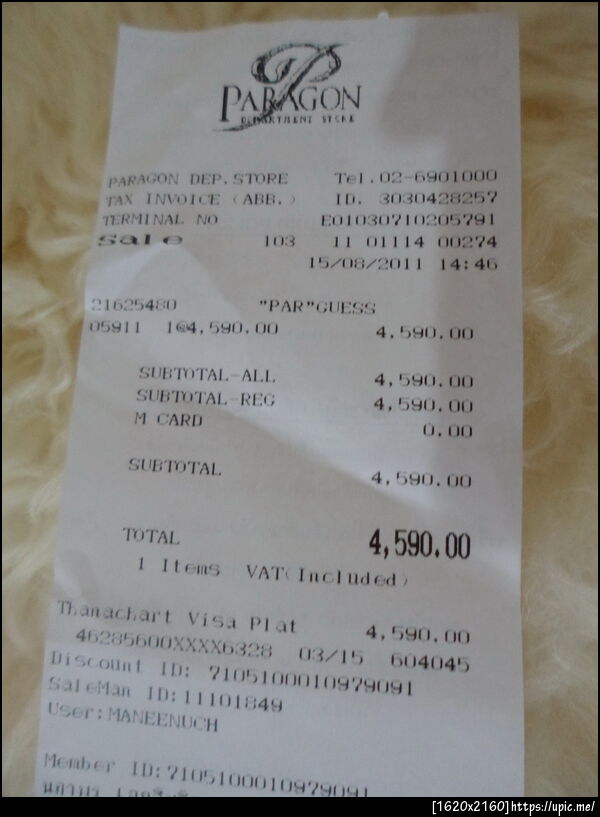 PARAGON
DEPARTMENT STORE
PARAGON DEP.STORE Tel.02-6901000
TAX INVOICE (ABB.) ID. 3030428257
TERMINAL NO E01030710205791
Sale 103 11 01114 00274
15/08/2011 14:46
21625480 "PAR"GUESS
05911 1@4,590.00 4,590.00
SUBTOTAL-ALL 4,590.00
SUBTOTAL-REG 4,590.00
M CARD 0.00
SUBTOTAL 4,590.00
TOTAL 4,590.00
1 Items VAT(Included)
Thanachart Visa Plat 4,590.00
46285600XXXX6328 03/15 604045
Discount ID: 7105100010979091
SaleMan ID:11101849
User:MANEENUCH
Member ID:7105100010979091
[1620x2160]https://upic.me/